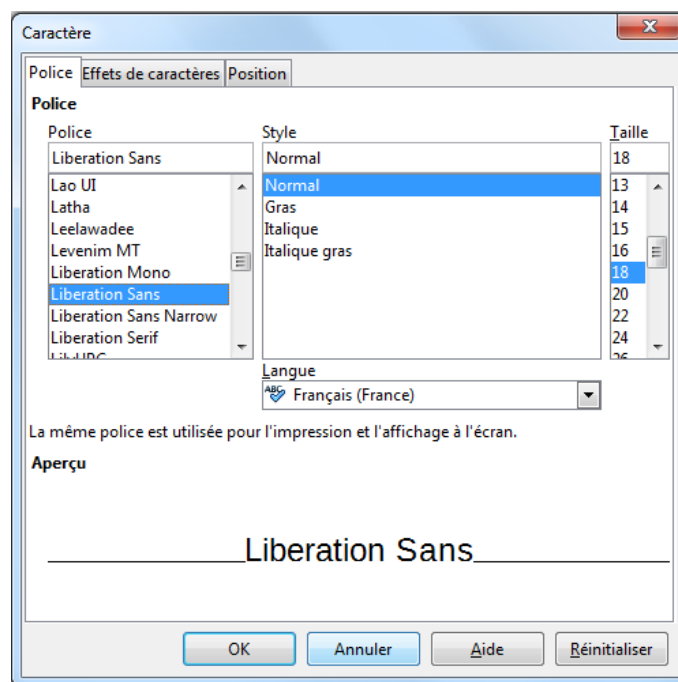 Caractère
Police Effets de caractères Position
Police
Police Style Taille
Liberation Sans Normal 18
Lao UI Normal 13
Latha Gras 14
Leelawadee Italique 15
Levenim MT Italique gras 16
Liberation Mono 18
Liberation Sans 20
Liberation Sans Narrow 22
Liberation Serif 24
Langue
ABC Français (France)
La même police est utilisée pour l'impression et l'affichage à l'écran.
Aperçu
Liberation Sans
OK Annuler Aide Réinitialiser